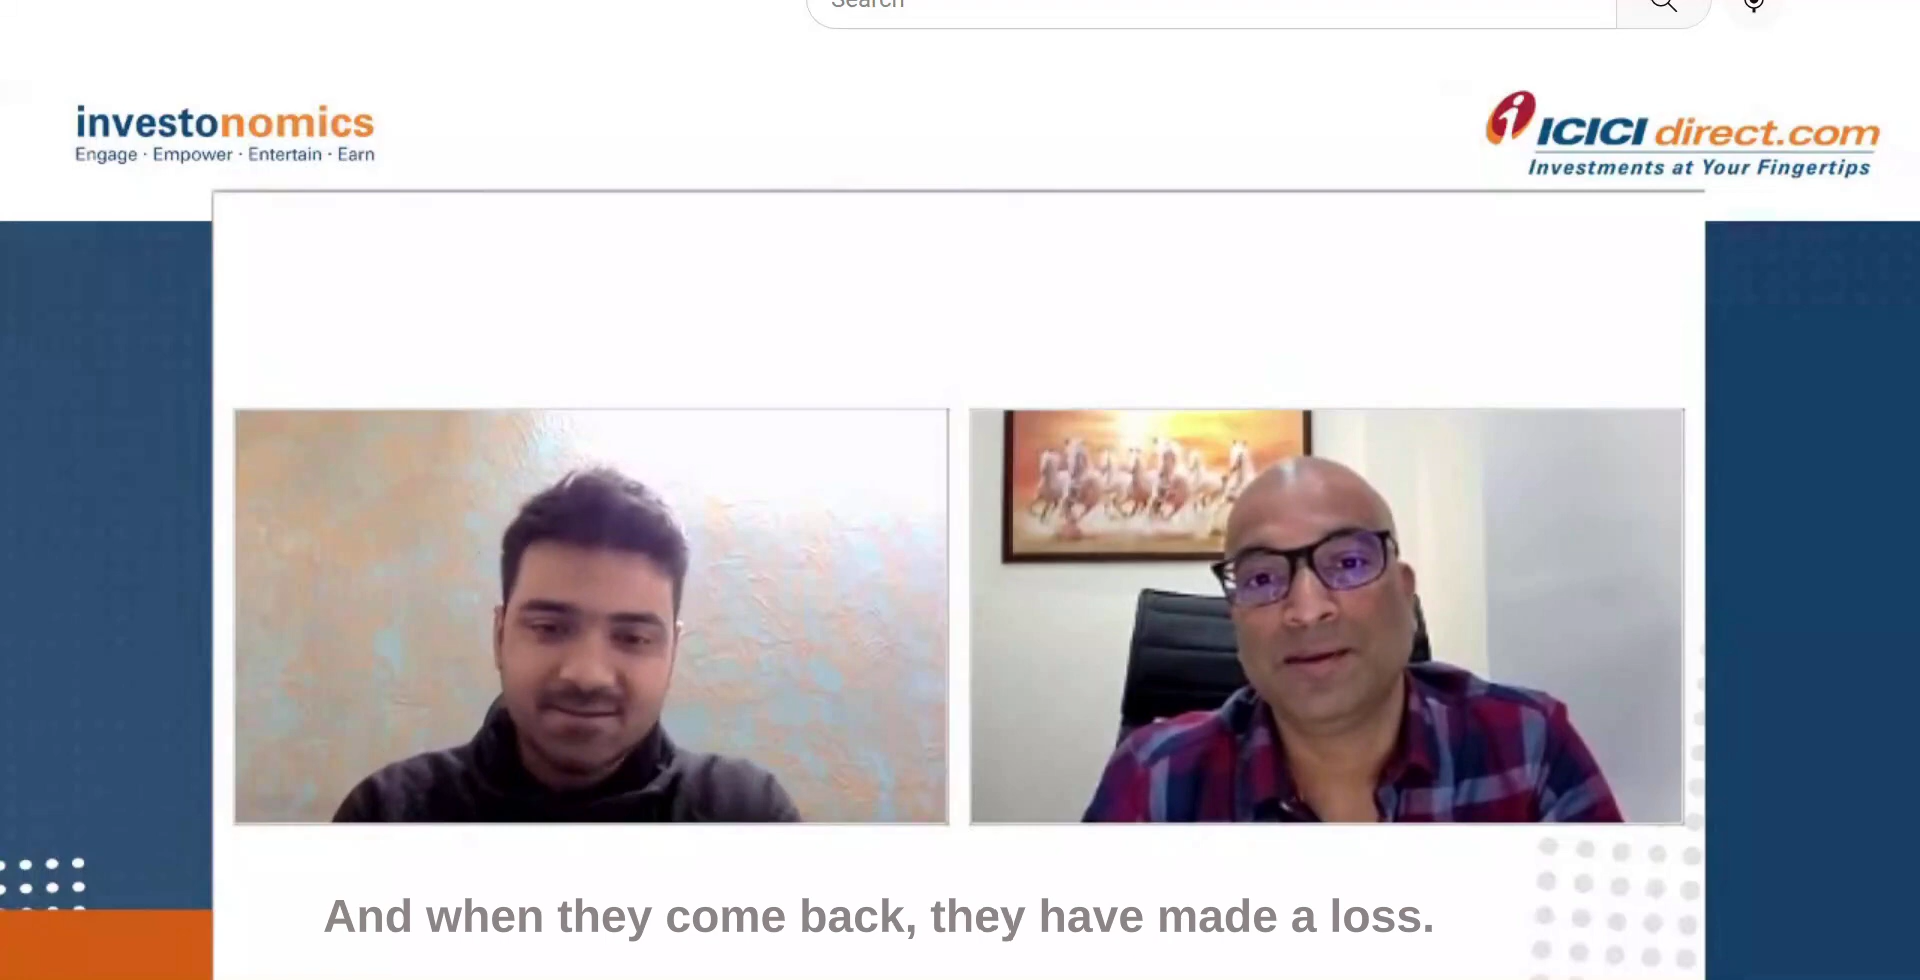 Search
investonomics
Engage · Empower · Entertain · Earn
ICICI direct.com
Investments at Your Fingertips
And when they come back, they have made a loss.